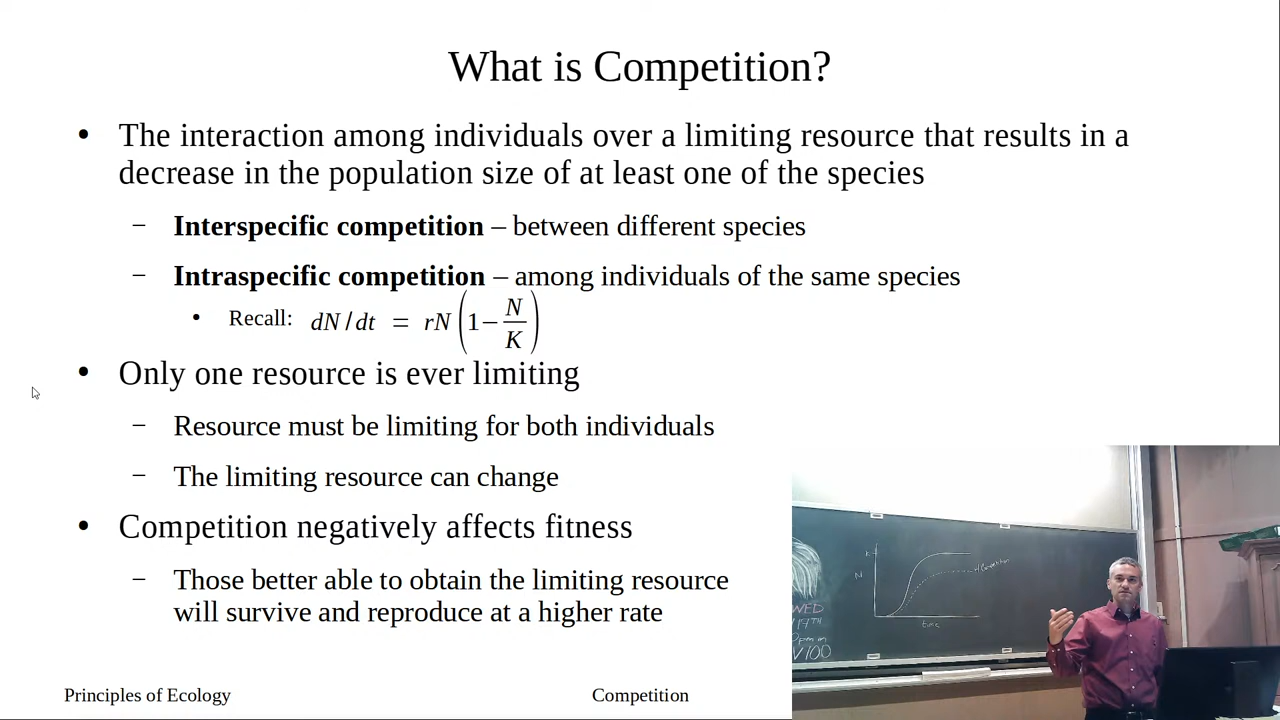 What is Competition?
• The interaction among individuals over a limiting resource that results in a
decrease in the population size of at least one of the species
– Interspecific competition – between different species
– Intraspecific competition – among individuals of the same species
• Recall: dN/dt = rN(1−N/K)
• Only one resource is ever limiting
– Resource must be limiting for both individuals
– The limiting resource can change
• Competition negatively affects fitness
– Those better able to obtain the limiting resource
will survive and reproduce at a higher rate
K
N
time
WED
19TH
V100
Principles of Ecology
Competition